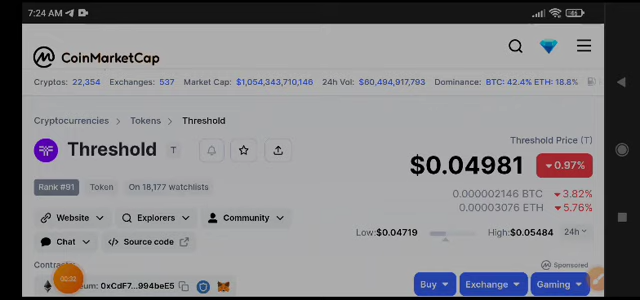 7:24 AM
CoinMarketCap
Cryptos: 22,354 Exchanges: 537 Market Cap: $1,054,343,710,146 24h Vol: $60,494,917,793 Dominance: BTC: 42.4% ETH: 18.8%
Cryptocurrencies > Tokens > Threshold
Threshold T
Threshold Price (T)
$0.04981 0.97%
Rank #91 Token On 18,177 watchlists
0.000002146 BTC 3.82%
0.00003076 ETH 5.76%
Website Explorers Community
Low:$0.04719 High:$0.05484 24h
Chat Source code
Sponsored
um: 0xCdF7...994beE5
Buy Exchange Gaming